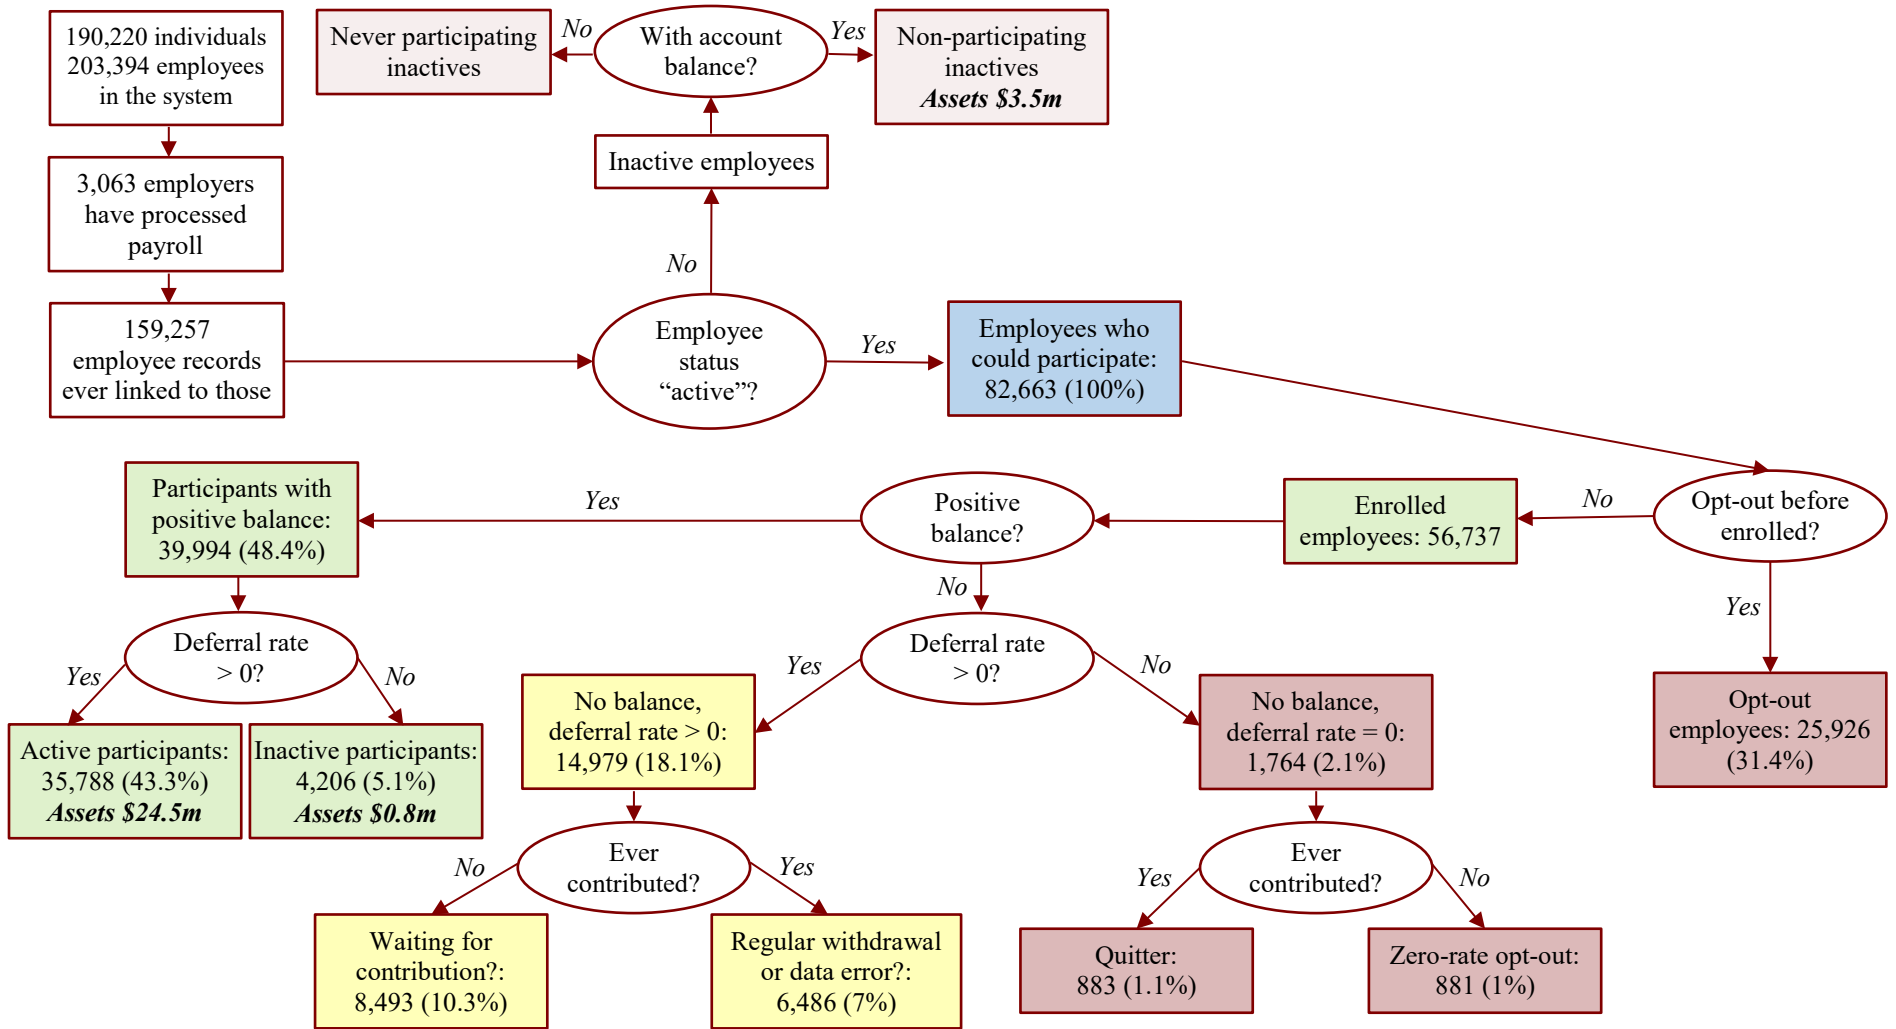 190,220 individuals
203,394 employees
in the system
Never participating
inactives
No
With account
balance?
Yes
Non-participating
inactives
Assets $3.5m
3,063 employers
have processed
payroll
Inactive employees
No
159,257
employee records
ever linked to those
Employee
status
“active”?
Yes
Employees who
could participate:
82,663 (100%)
Participants with
positive balance:
39,994 (48.4%)
Yes
Positive
balance?
Enrolled
employees: 56,737
No
Opt-out before
enrolled?
No
Yes
Deferral rate
> 0?
Yes
No
Deferral rate
> 0?
Yes
No
Active participants:
35,788 (43.3%)
Assets $24.5m
Inactive participants:
4,206 (5.1%)
Assets $0.8m
No balance,
deferral rate > 0:
14,979 (18.1%)
No balance,
deferral rate = 0:
1,764 (2.1%)
Opt-out
employees: 25,926
(31.4%)
No
Ever
contributed?
Yes
Yes
Ever
contributed?
No
Waiting for
contribution?:
8,493 (10.3%)
Regular withdrawal
or data error?:
6,486 (7%)
Quitter:
883 (1.1%)
Zero-rate opt-out:
881 (1%)